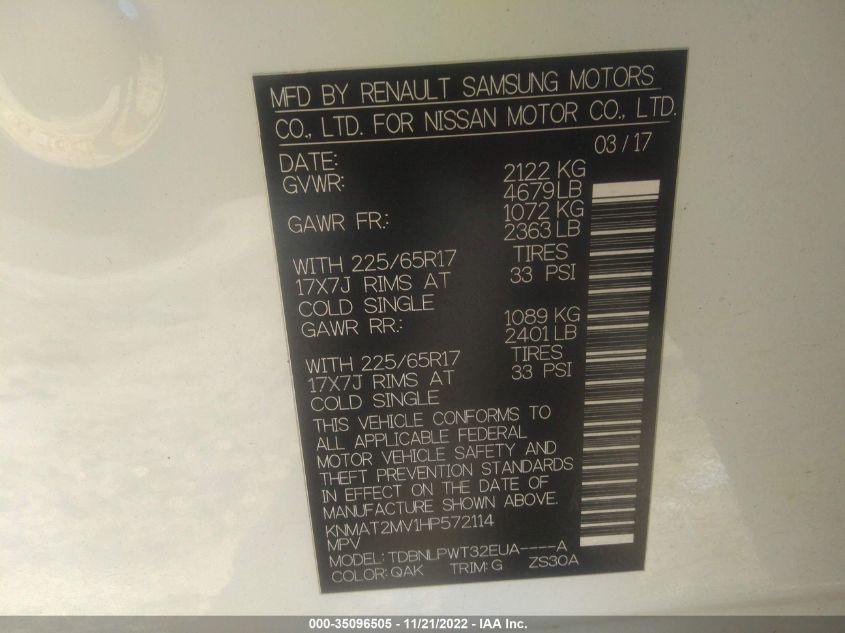 MFD BY RENAULT SAMSUNG MOTORS
CO., LTD. FOR NISSAN MOTOR CO., LTD.
DATE: 03 / 17
GVWR: 2122 KG
4679 LB
GAWR FR.: 1072 KG
2363 LB
WITH 225/65R17 TIRES
17X7J RIMS AT 33 PSI
COLD SINGLE
GAWR RR.: 1089 KG
2401 LB
WITH 225/65R17 TIRES
17X7J RIMS AT 33 PSI
COLD SINGLE
THIS VEHICLE CONFORMS TO
ALL APPLICABLE FEDERAL
MOTOR VEHICLE SAFETY AND
THEFT PREVENTION STANDARDS
IN EFFECT ON THE DATE OF
MANUFACTURE SHOWN ABOVE.
KNMAT2MV1HP572114
MPV
MODEL: TDBNLPWT32EUA----A
COLOR: QAK TRIM: G ZS30A
000-35096505 - 11/21/2022 - IAA Inc.